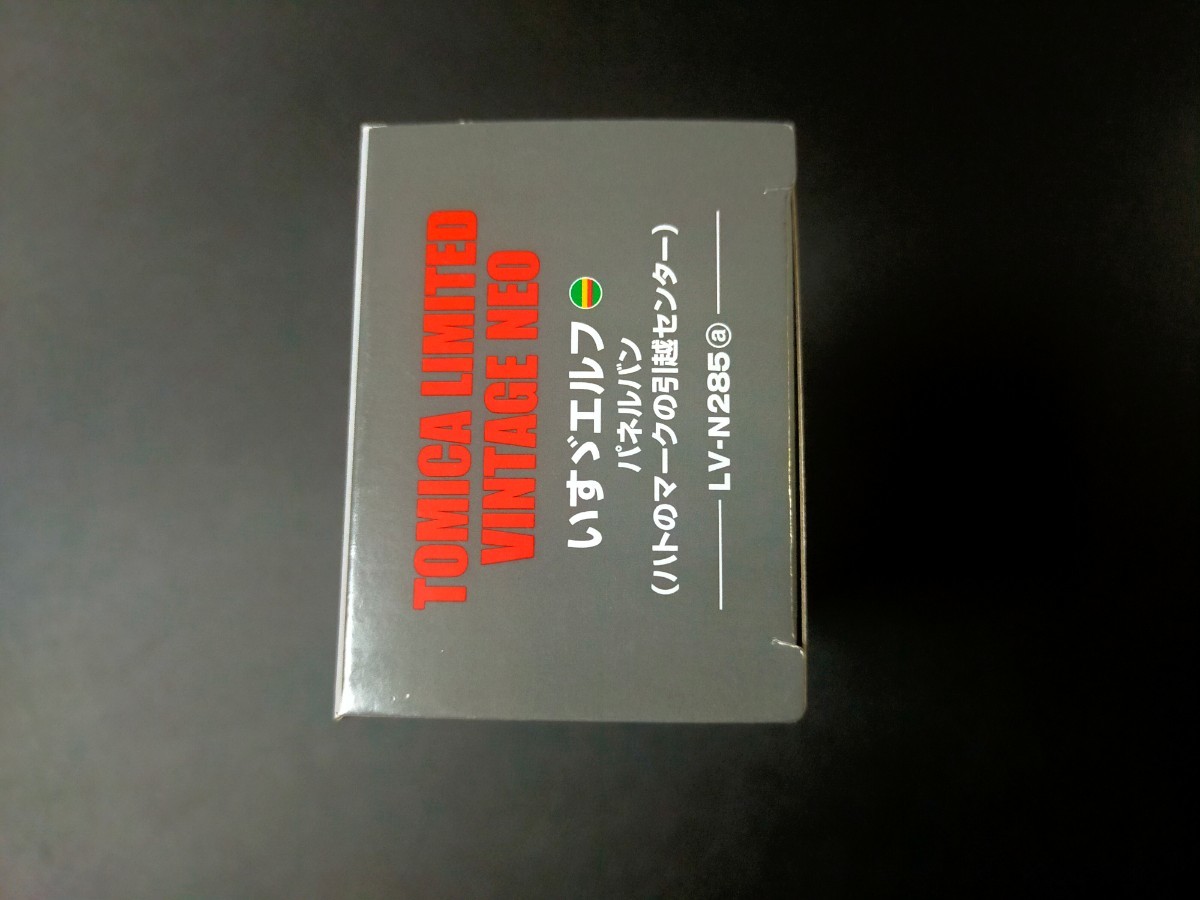 TOMICA LIMITED
VINTAGE NEO
いすゞエルフ
パネルバン
(ハトのマークの引越センター)
LV-N285ⓐ